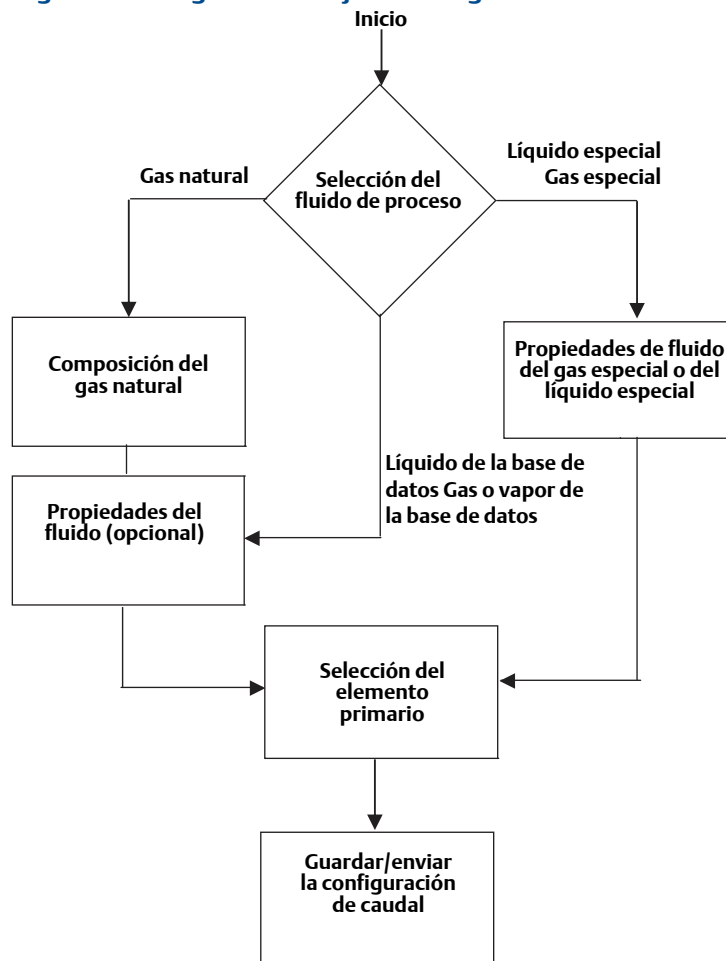 Inicio
Selección del
fluido de proceso
Gas natural
Líquido especial
Gas especial
Composición del
gas natural
Propiedades de fluido
del gas especial o del
líquido especial
Líquido de la base de
datos Gas o vapor de
la base de datos
Propiedades del
fluido (opcional)
Selección del
elemento
primario
Guardar/enviar
la configuración
de caudal